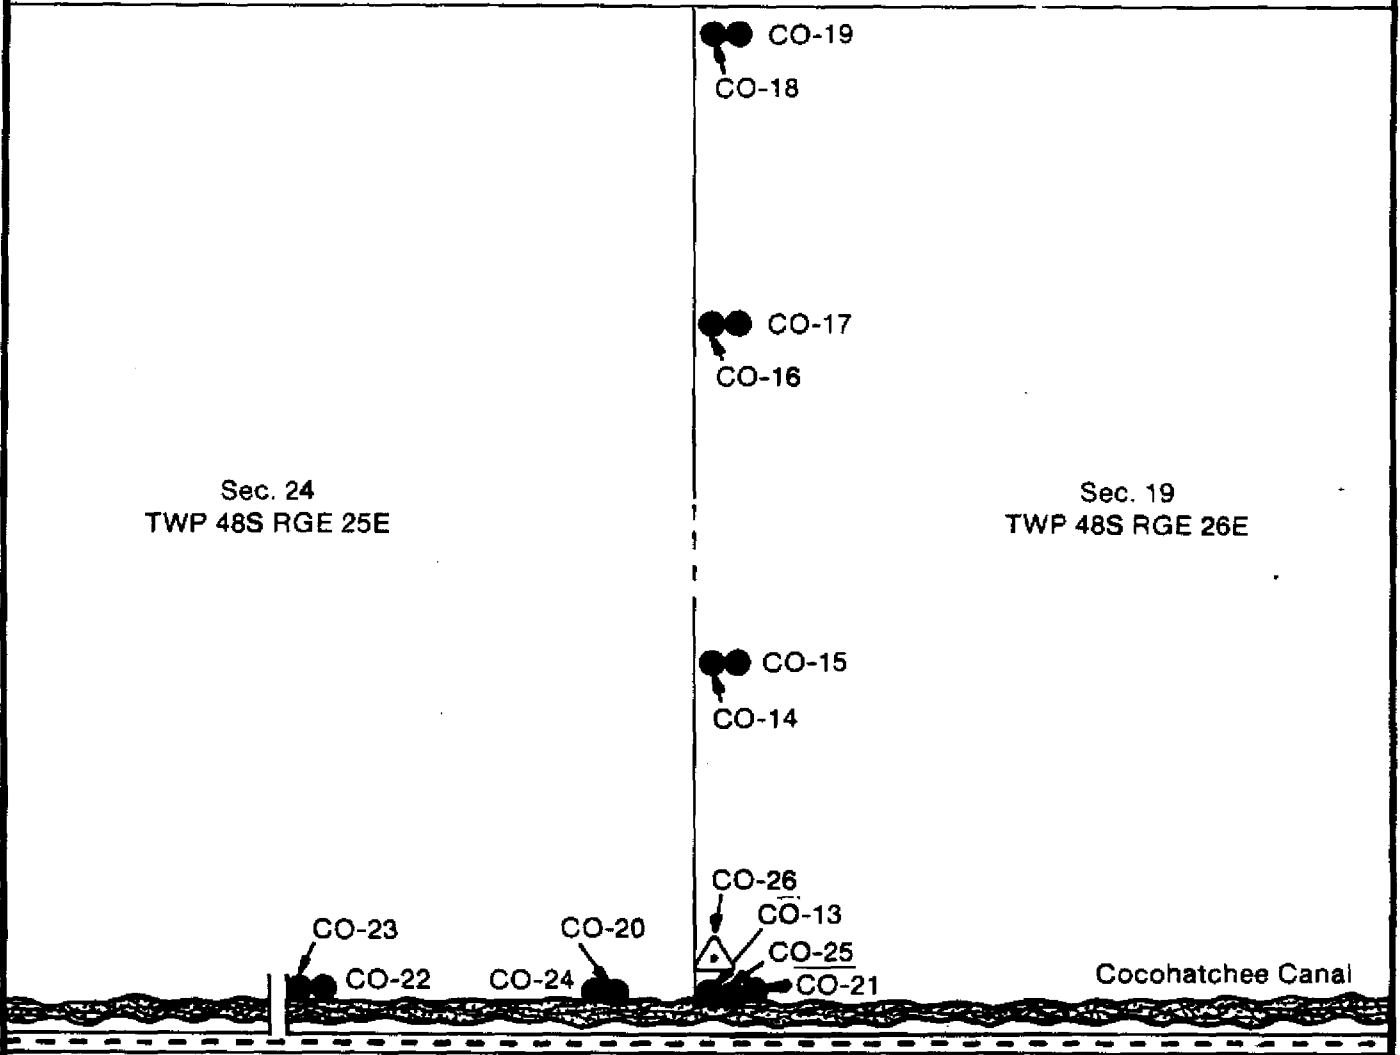 CO-19
CO-18
CO-17
CO-16
Sec. 24
TWP 48S RGE 25E
Sec. 19
TWP 48S RGE 26E
CO-15
CO-14
CO-26
CO-13
CO-23
CO-20
CO-25
CO-22
CO-24
CO-21
Cocohatchee Canal